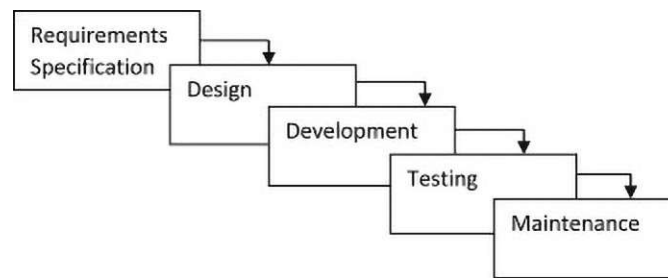 Requirements
Specification
Design
Development
Testing
Maintenance